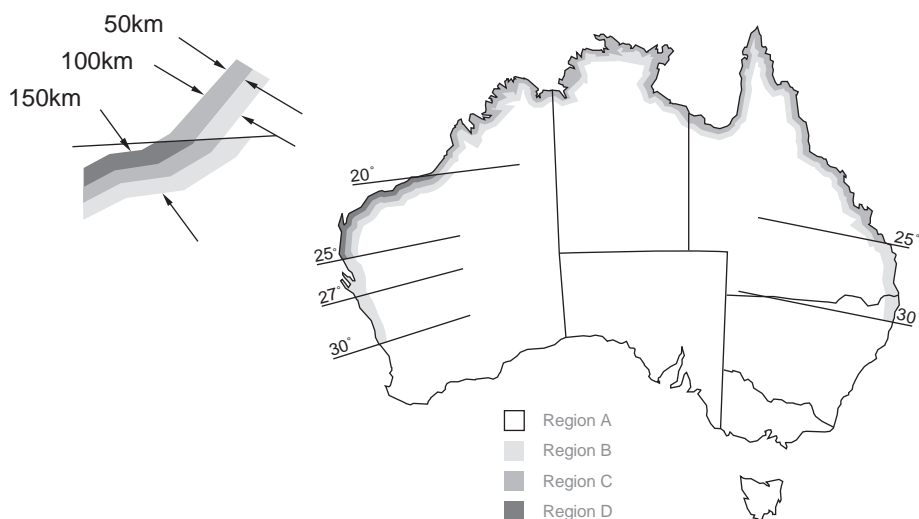 50km
100km
150km
20°
25°
27°
30°
25°
30
Region A
Region B
Region C
Region D